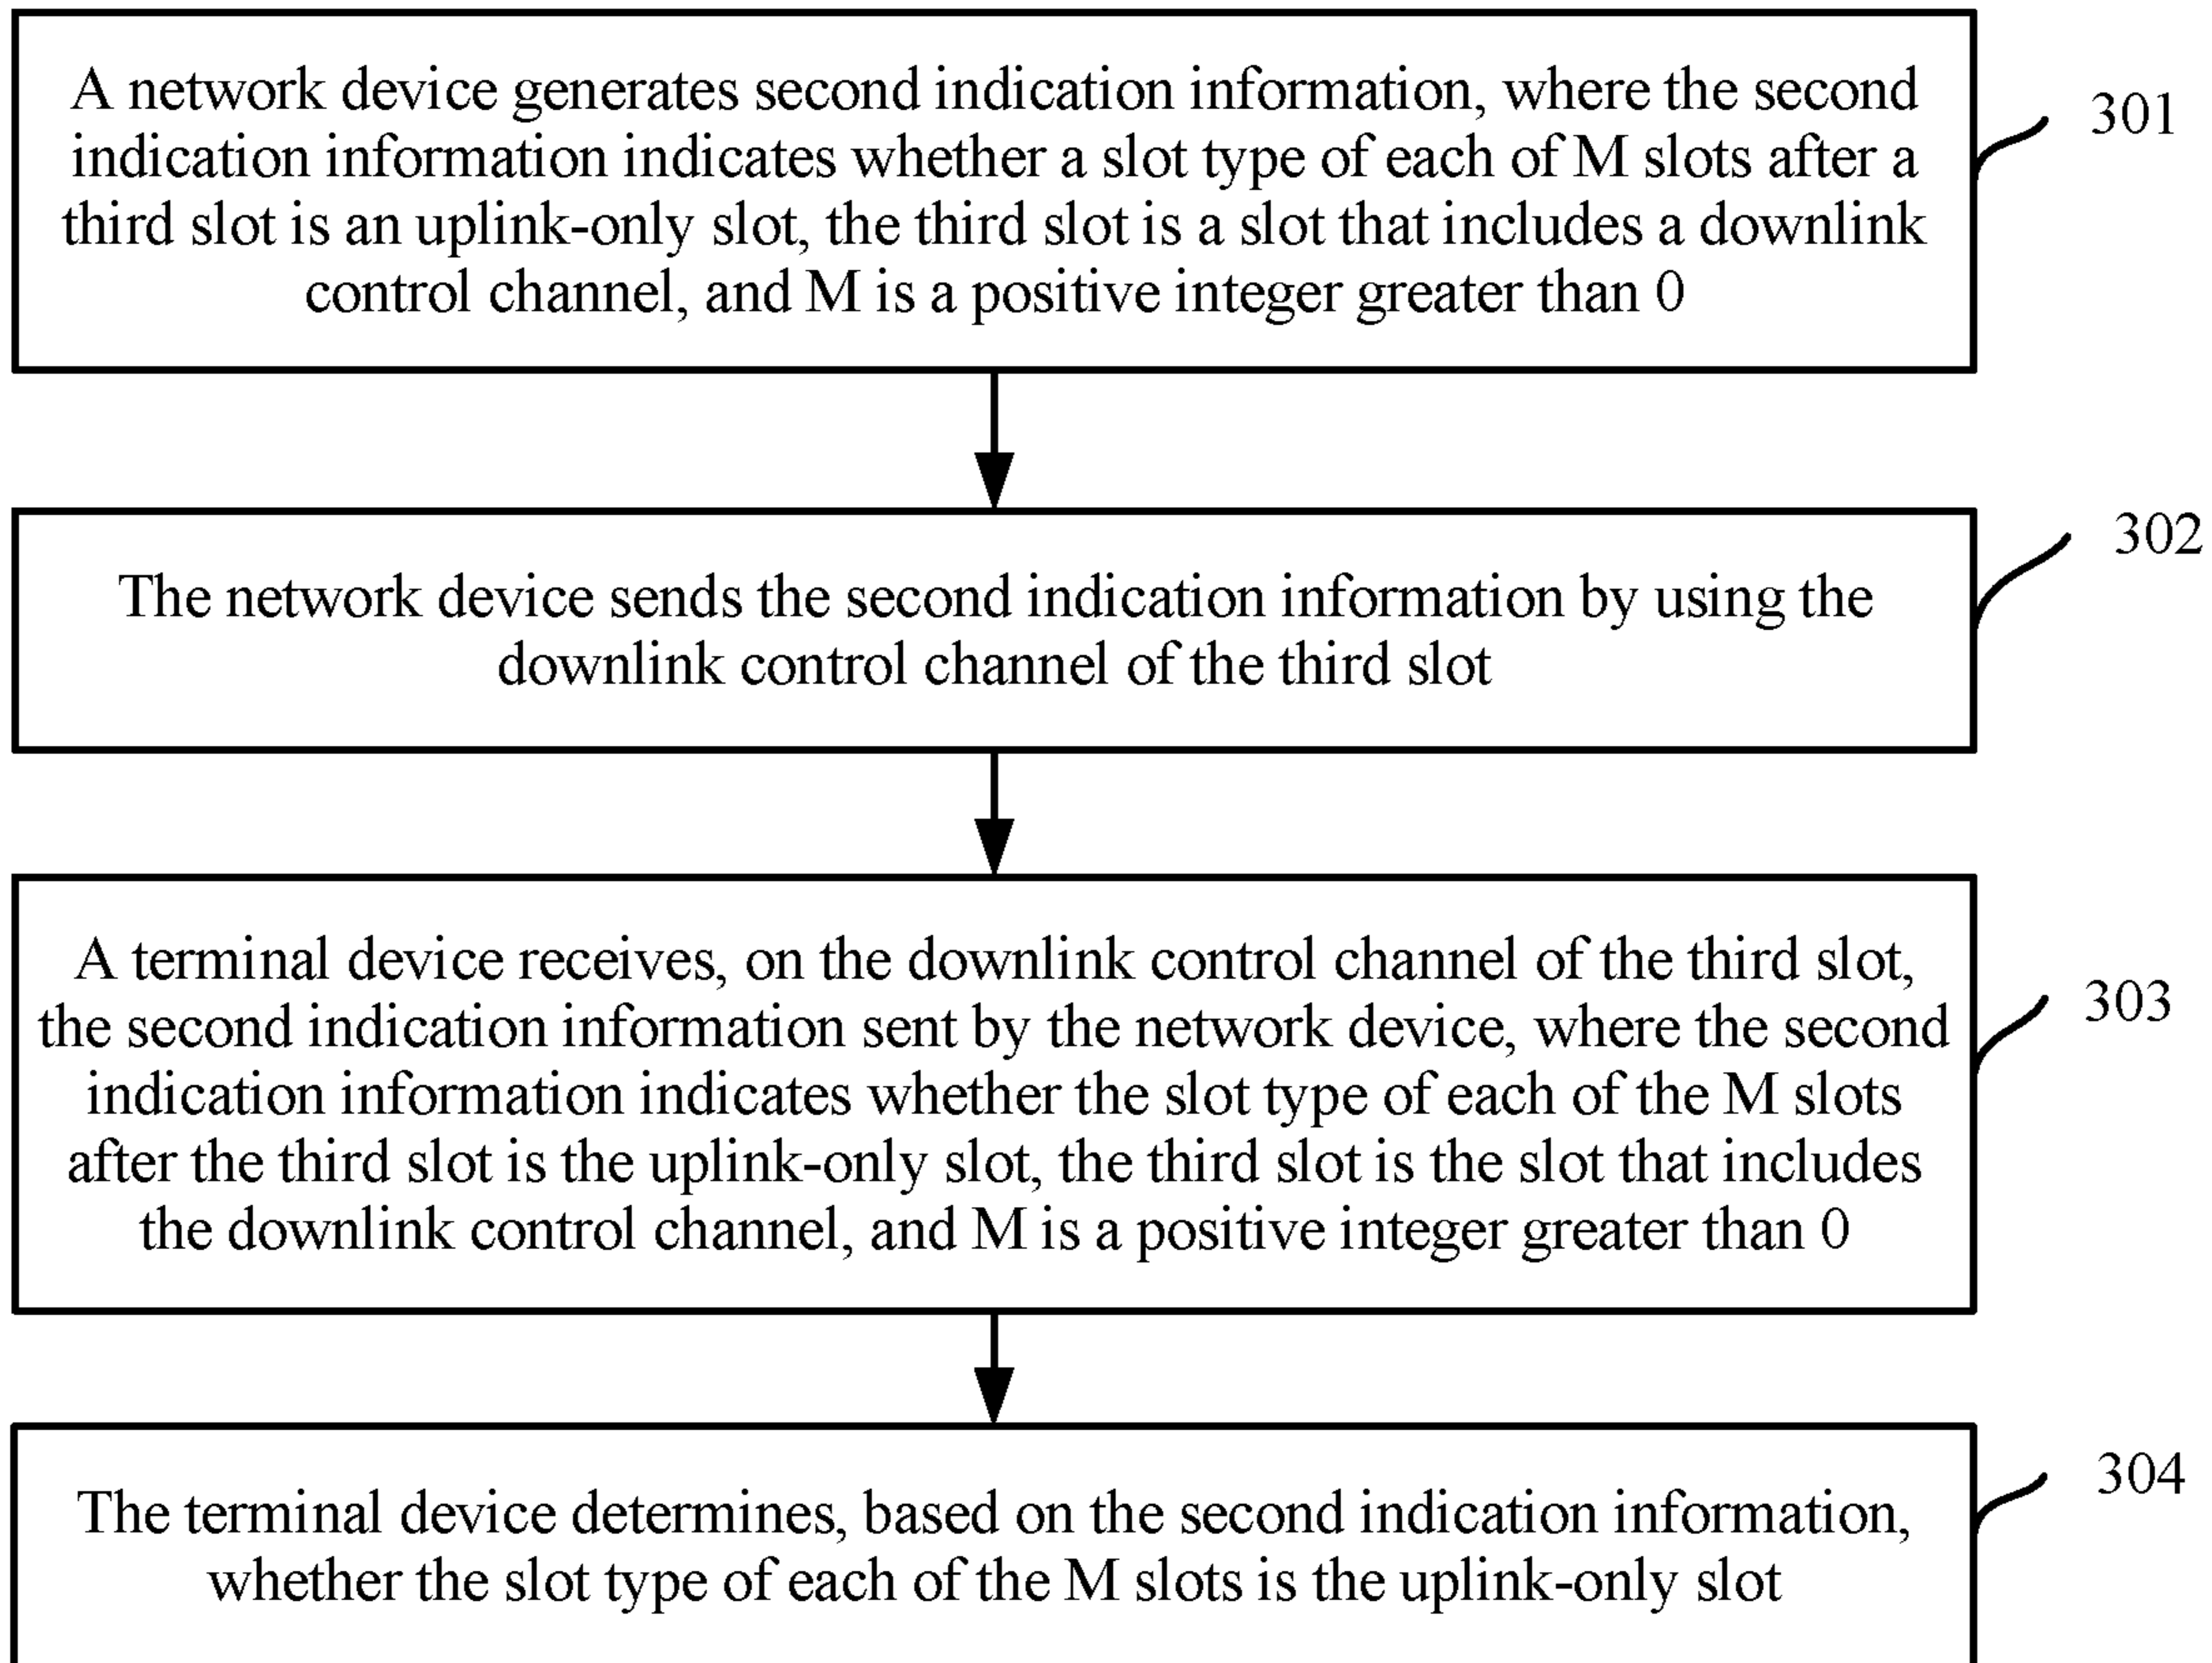 A network device generates second indication information, where the second
indication information indicates whether a slot type of each of M slots after a
third slot is an uplink-only slot, the third slot is a slot that includes a downlink
control channel, and M is a positive integer greater than 0
301
The network device sends the second indication information by using the
downlink control channel of the third slot
302
A terminal device receives, on the downlink control channel of the third slot,
the second indication information sent by the network device, where the second
indication information indicates whether the slot type of each of the M slots
after the third slot is the uplink-only slot, the third slot is the slot that includes
the downlink control channel, and M is a positive integer greater than 0
303
The terminal device determines, based on the second indication information,
whether the slot type of each of the M slots is the uplink-only slot
304